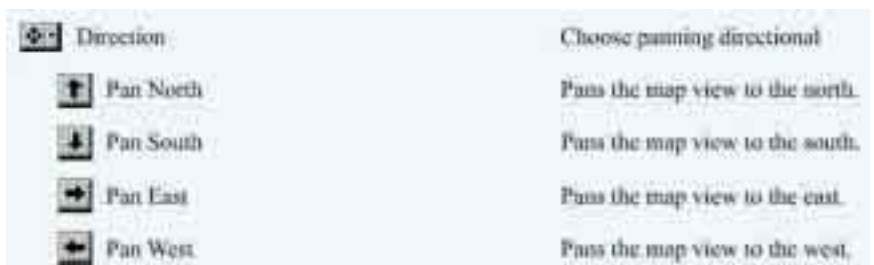 Direction Choose panning directional
Pan North Pans the map view to the north.
Pan South Pans the map view to the south.
Pan East Pans the map view to the east.
Pan West Pans the map view to the west.